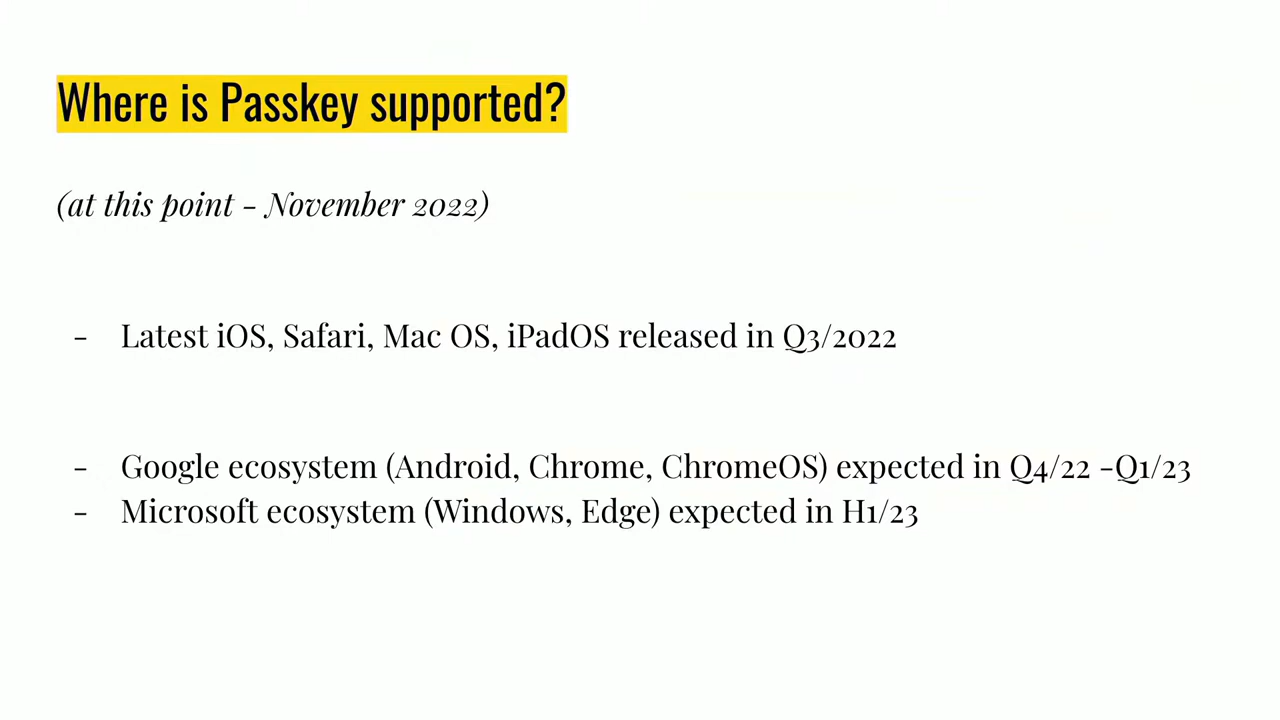 Where is Passkey supported?
(at this point - November 2022)
- Latest iOS, Safari, Mac OS, iPadOS released in Q3/2022
- Google ecosystem (Android, Chrome, ChromeOS) expected in Q4/22 -Q1/23
- Microsoft ecosystem (Windows, Edge) expected in H1/23